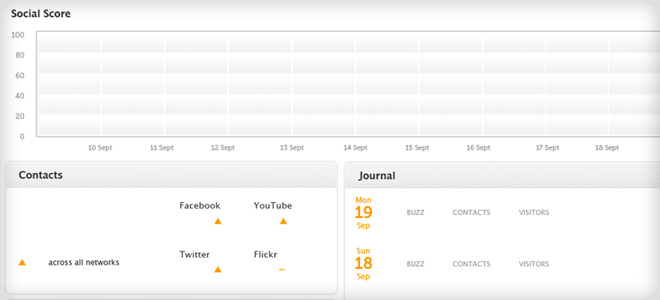 Social Score
100
80
60
40
20
0
10 Sept 11 Sept 12 Sept 13 Sept 14 Sept 15 Sept 16 Sept 17 Sept 18 Sept
Contacts
Facebook YouTube
across all networks
Twitter Flickr
Journal
Mon
19
Sep
BUZZ CONTACTS VISITORS
Sun
18
Sep
BUZZ CONTACTS VISITORS